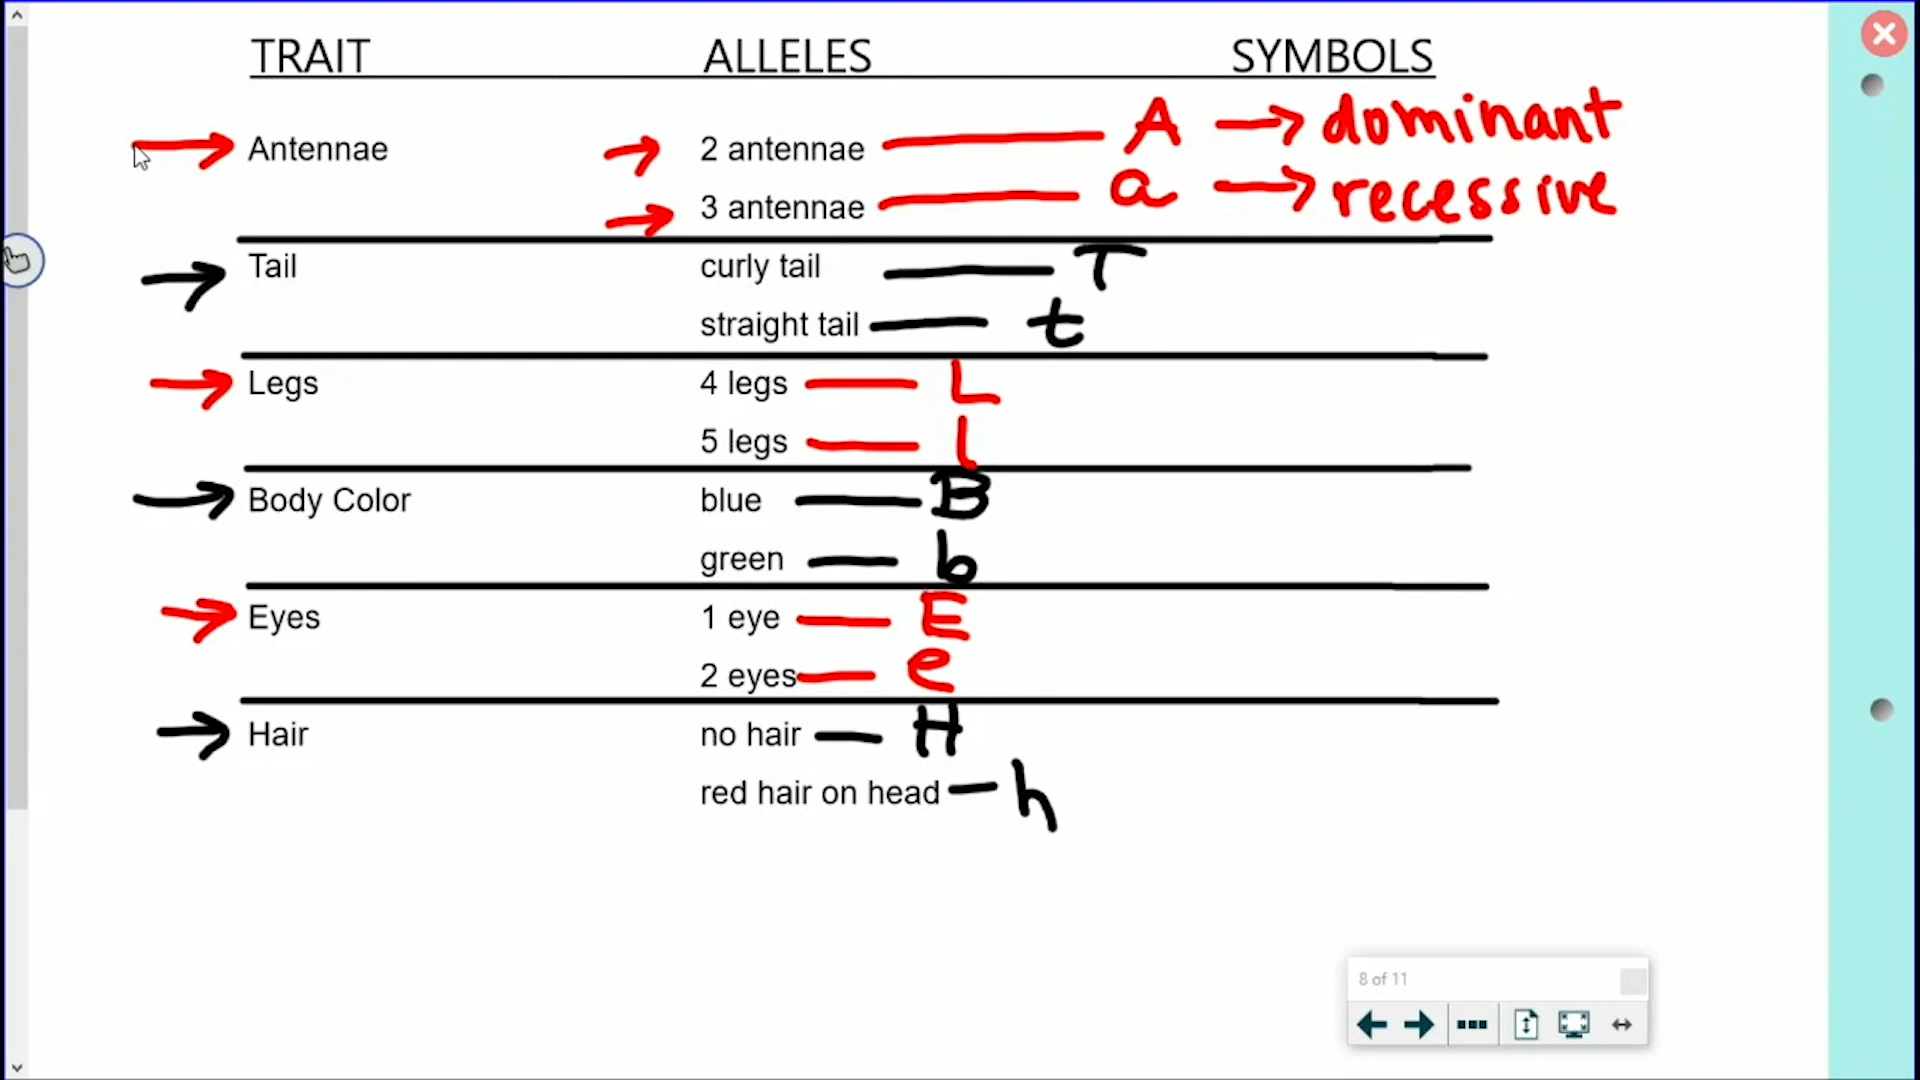 TRAIT ALLELES SYMBOLS
Antennae 2 antennae A → dominant
3 antennae a → recessive
Tail curly tail T
straight tail t
Legs 4 legs L
5 legs l
Body Color blue B
green b
Eyes 1 eye E
2 eyes e
Hair no hair H
red hair on head h
8 of 11